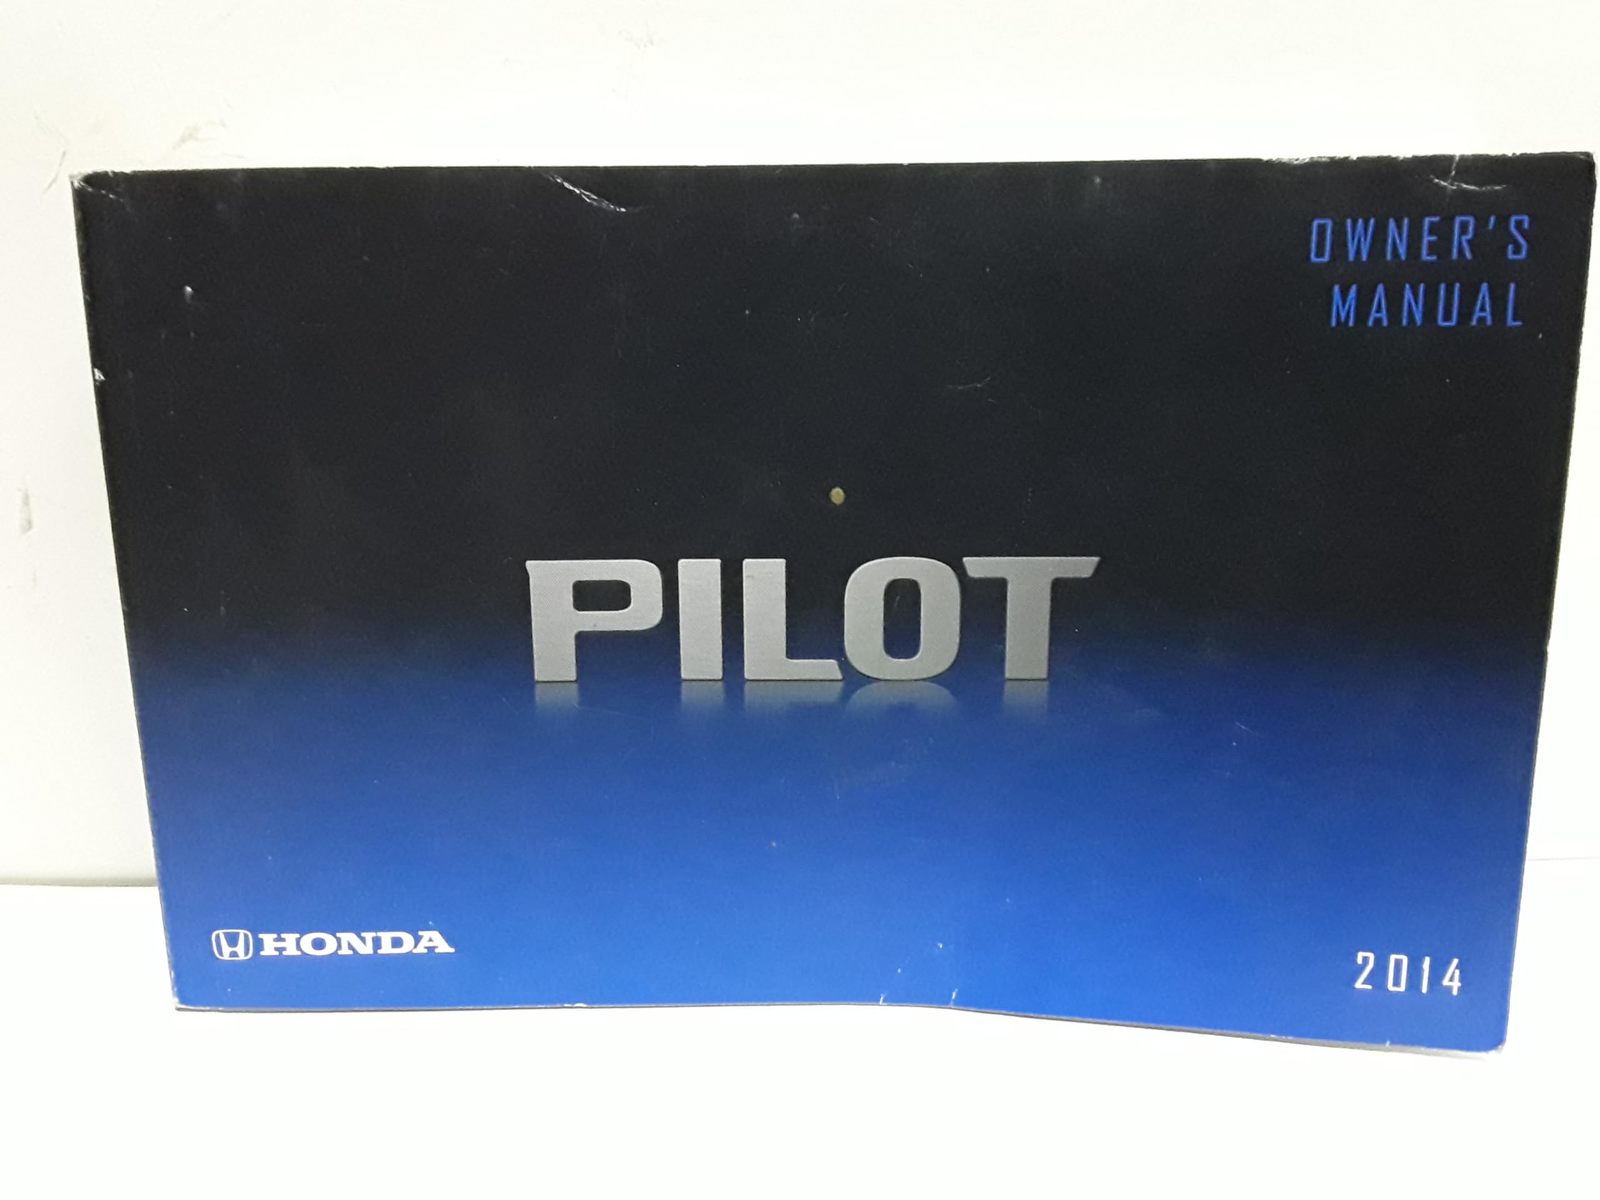 OWNER'S
MANUAL
PILOT
HONDA
2014